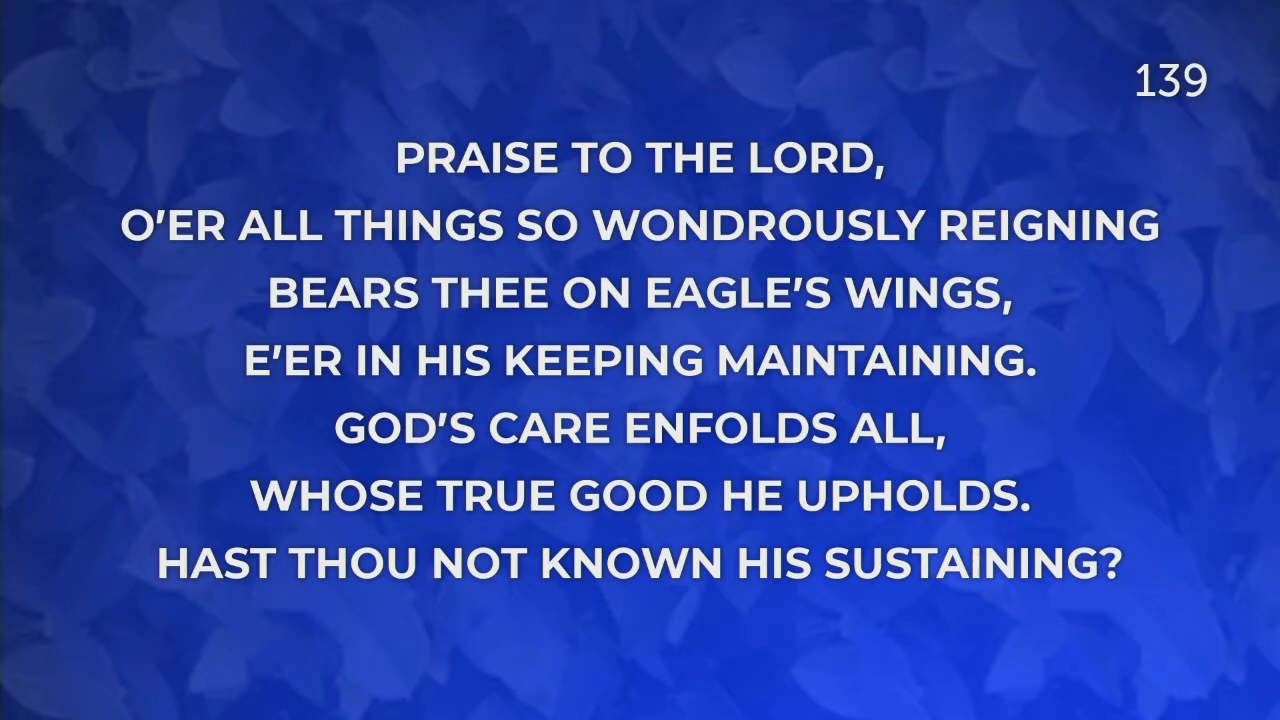 139
PRAISE TO THE LORD,
O'ER ALL THINGS SO WONDROUSLY REIGNING
BEARS THEE ON EAGLE'S WINGS,
E'ER IN HIS KEEPING MAINTAINING.
GOD'S CARE ENFOLDS ALL,
WHOSE TRUE GOOD HE UPHOLDS.
HAST THOU NOT KNOWN HIS SUSTAINING?